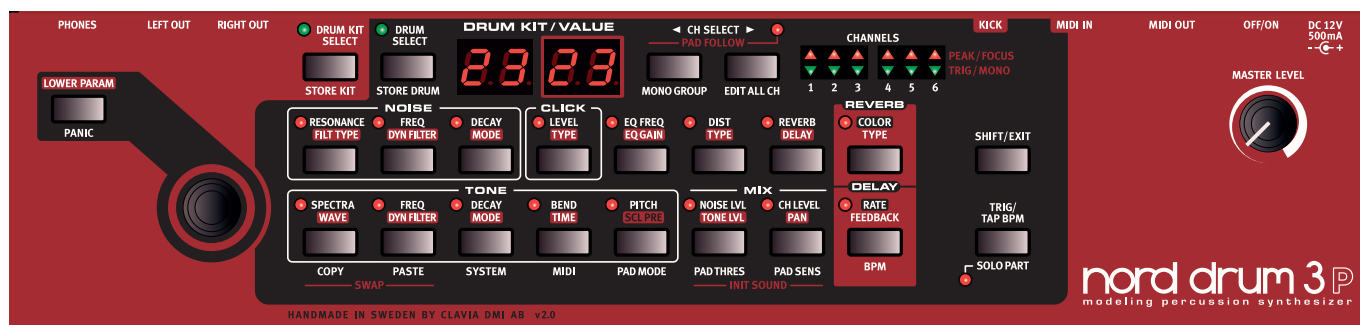 PHONES
LEFT OUT
RIGHT OUT
DRUM KIT
SELECT
DRUM
SELECT
DRUM KIT/VALUE
◄ CH SELECT ►
PAD FOLLOW
KICK
MIDI IN
MIDI OUT
OFF/ON
DC 12V
500mA
CHANNELS
PEAK/FOCUS
TRIG/MONO
1 2 3 4 5 6
23 23
STORE KIT
STORE DRUM
MONO GROUP
EDIT ALL CH
LOWER PARAM
PANIC
MASTER LEVEL
NOISE
CLICK
REVERB
RESONANCE
FILT TYPE
FREQ
DYN FILTER
DECAY
MODE
LEVEL
TYPE
EQ FREQ
EQ GAIN
DIST
TYPE
REVERB
DELAY
COLOR
TYPE
SHIFT/EXIT
TONE
MIX
DELAY
SPECTRA
WAVE
FREQ
DYN FILTER
DECAY
MODE
BEND
TIME
PITCH
SCL PRE
NOISE LVL
TONE LVL
CH LEVEL
PAN
RATE
FEEDBACK
TRIG/
TAP BPM
COPY
PASTE
SYSTEM
MIDI
PAD MODE
PAD THRES
PAD SENS
BPM
SOLO PART
SWAP
INIT SOUND
nord drum 3P
modeling percussion synthesizer
HANDMADE IN SWEDEN BY CLAVIA DMI AB v2.0